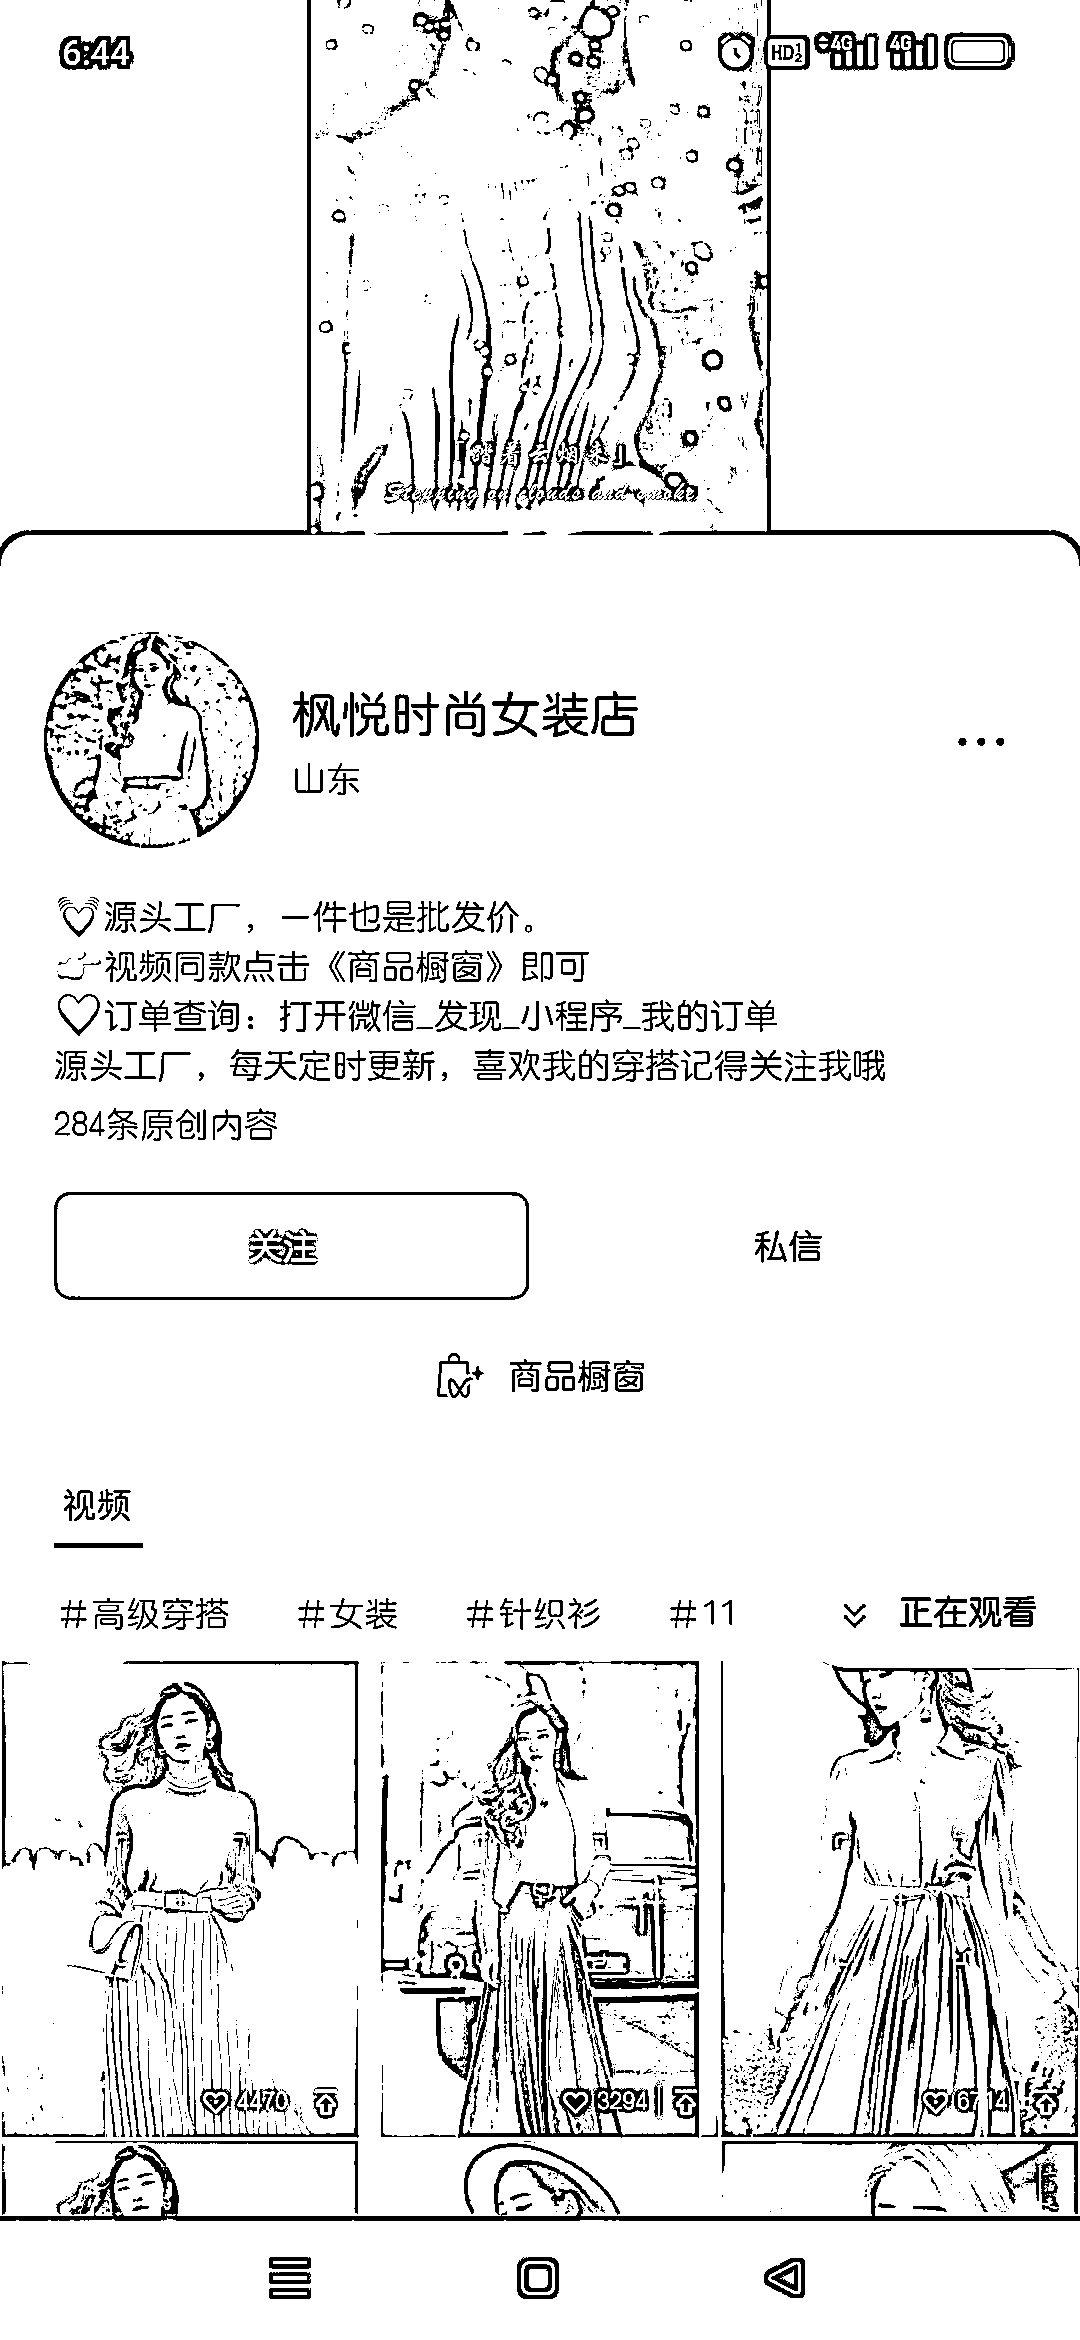 6:44
HD 1 2 4G 4G
踏着云烟来
Stepping on clouds and smoke
枫悦时尚女装店
山东
源头工厂，一件也是批发价。
视频同款点击《商品橱窗》即可
订单查询：打开微信_发现_小程序_我的订单
源头工厂，每天定时更新，喜欢我的穿搭记得关注我哦
284条原创内容
关注
私信
商品橱窗
视频
#高级穿搭 #女装 #针织衫 #11 正在观看
4470 3294 6714